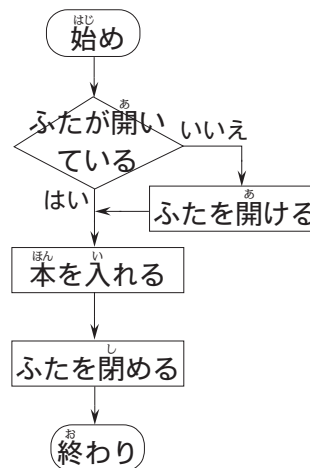 始め
ふたが開い
ている
いいえ
はい
ふたを開ける
本を入れる
ふたを閉める
終わり